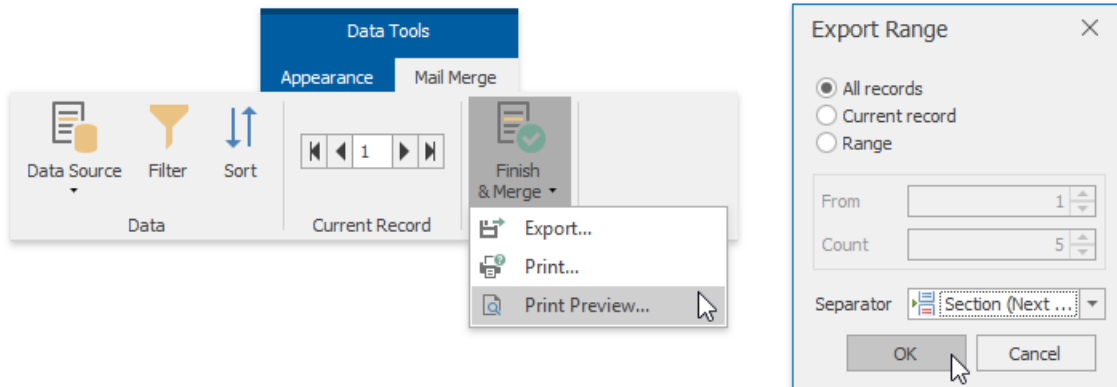 Data Tools
Appearance Mail Merge
Data Source Filter Sort
1
Finish
& Merge
Data Current Record
Export...
Print...
Print Preview...
Export Range
All records
Current record
Range
From 1
Count 5
Separator Section (Next ...
OK Cancel